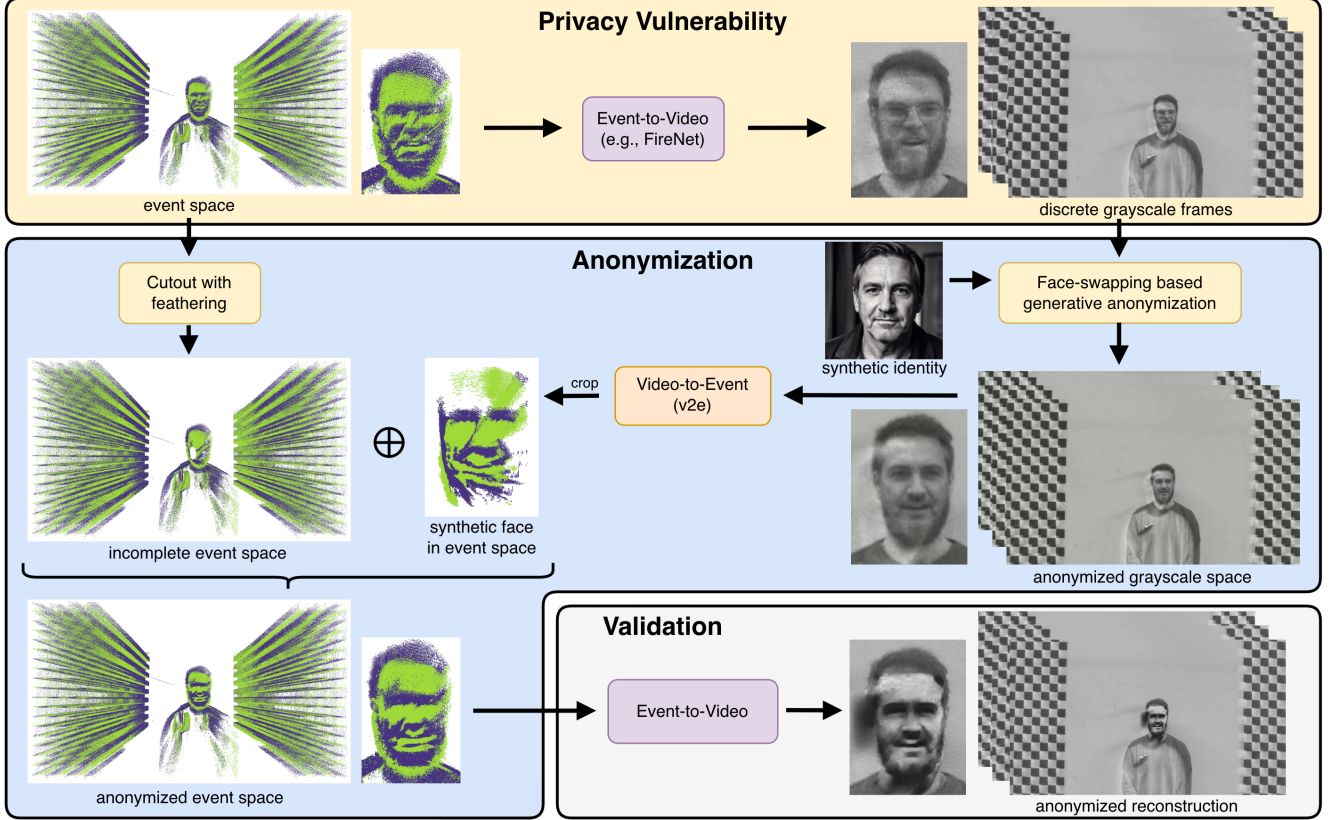 Privacy Vulnerability
Event-to-Video
(e.g., FireNet)
event space
discrete grayscale frames
Anonymization
Cutout with
feathering
Face-swapping based
generative anonymization
synthetic identity
crop
Video-to-Event
(v2e)
synthetic face
in event space
incomplete event space
anonymized grayscale space
Validation
Event-to-Video
anonymized event space
anonymized reconstruction